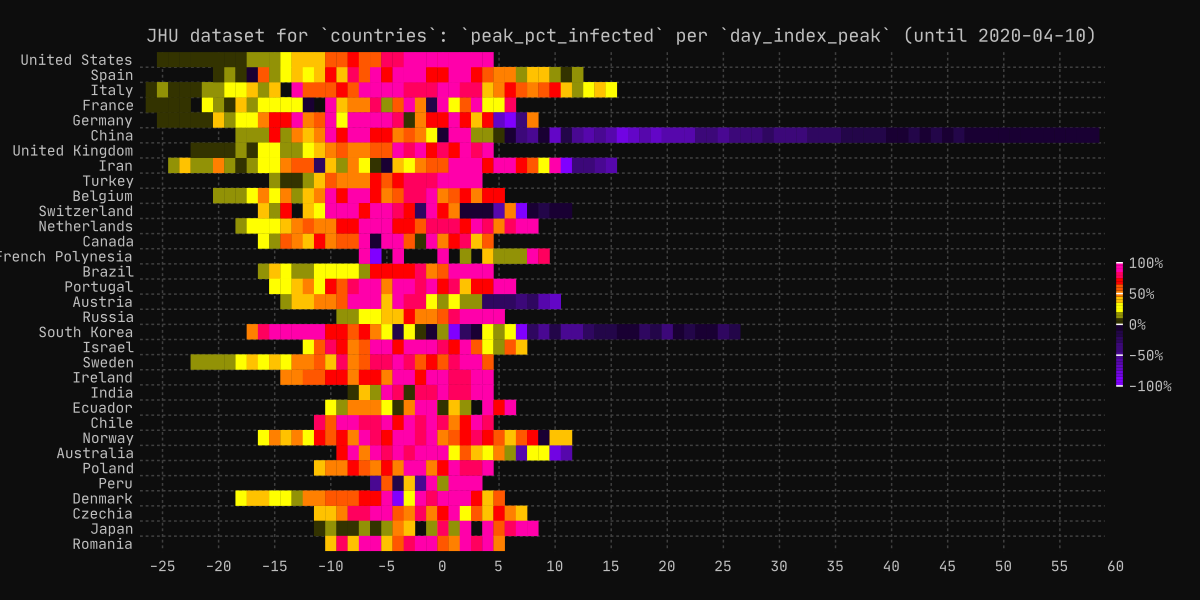 JHU dataset for `countries`: `peak_pct_infected` per `day_index_peak` (until 2020-04-10)
United States
Spain
Italy
France
Germany
China
United Kingdom
Iran
Turkey
Belgium
Switzerland
Netherlands
Canada
French Polynesia
Brazil
Portugal
Austria
Russia
South Korea
Israel
Sweden
Ireland
India
Ecuador
Chile
Norway
Australia
Poland
Peru
Denmark
Czechia
Japan
Romania
100%
50%
0%
-50%
-100%
-25 -20 -15 -10 -5 0 5 10 15 20 25 30 35 40 45 50 55 60